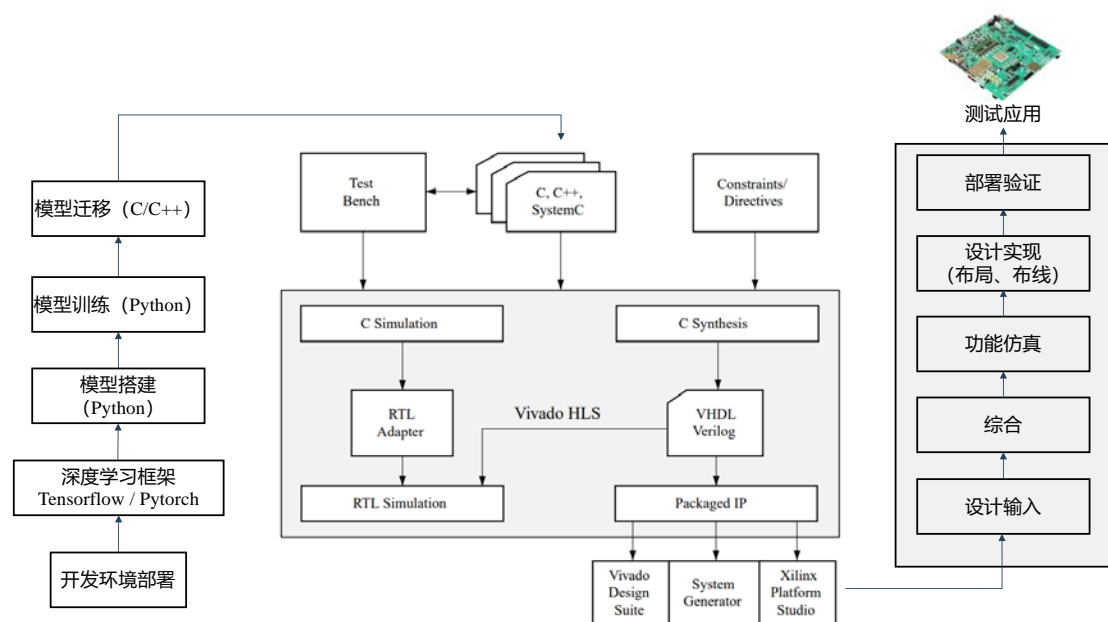 模型迁移（C/C++）
模型训练（Python）
模型搭建
（Python）
深度学习框架
Tensorflow / Pytorch
开发环境部署
Test
Bench
C, C++,
SystemC
Constraints/
Directives
C Simulation
C Synthesis
RTL
Adapter
Vivado HLS
VHDL
Verilog
RTL Simulation
Packaged IP
Vivado
Design
Suite
System
Generator
Xilinx
Platform
Studio
测试应用
部署验证
设计实现
（布局、布线）
功能仿真
综合
设计输入